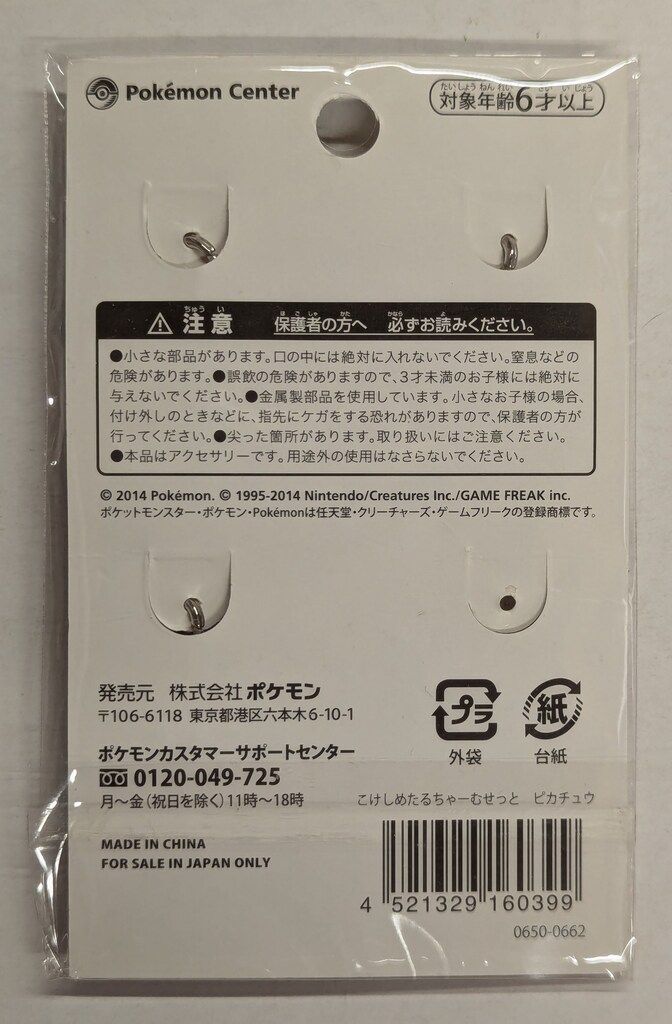 Pokémon Center
たいしょう ねん れい さい い じょう
対象年齢6才以上
ちゅう い ほ ご しゃ かた かなら よ
⚠注意 保護者の方へ 必ずお読みください。
●小さな部品があります。口の中には絶対に入れないでください。窒息などの
危険があります。●誤飲の危険がありますので、3才未満のお子様には絶対に
与えないでください。●金属製部品を使用しています。小さなお子様の場合、
付け外しのときなどに、指先にケガをする恐れがありますので、保護者の方が
行ってください。●尖った箇所があります。取り扱いにはご注意ください。
●本品はアクセサリーです。用途外の使用はなさらないでください。
© 2014 Pokémon. © 1995-2014 Nintendo/Creatures Inc./GAME FREAK inc.
ポケットモンスター・ポケモン・Pokémonは任天堂・クリーチャーズ・ゲームフリークの登録商標です。
発売元 株式会社 ポケモン
〒106-6118 東京都港区六本木6-10-1
プラ 紙
外袋 台紙
ポケモンカスタマーサポートセンター
0120-049-725
月～金（祝日を除く）11時～18時
こけしめたるちゃーむせっと ピカチュウ
MADE IN CHINA
FOR SALE IN JAPAN ONLY
4 521329 160399
0650-0662